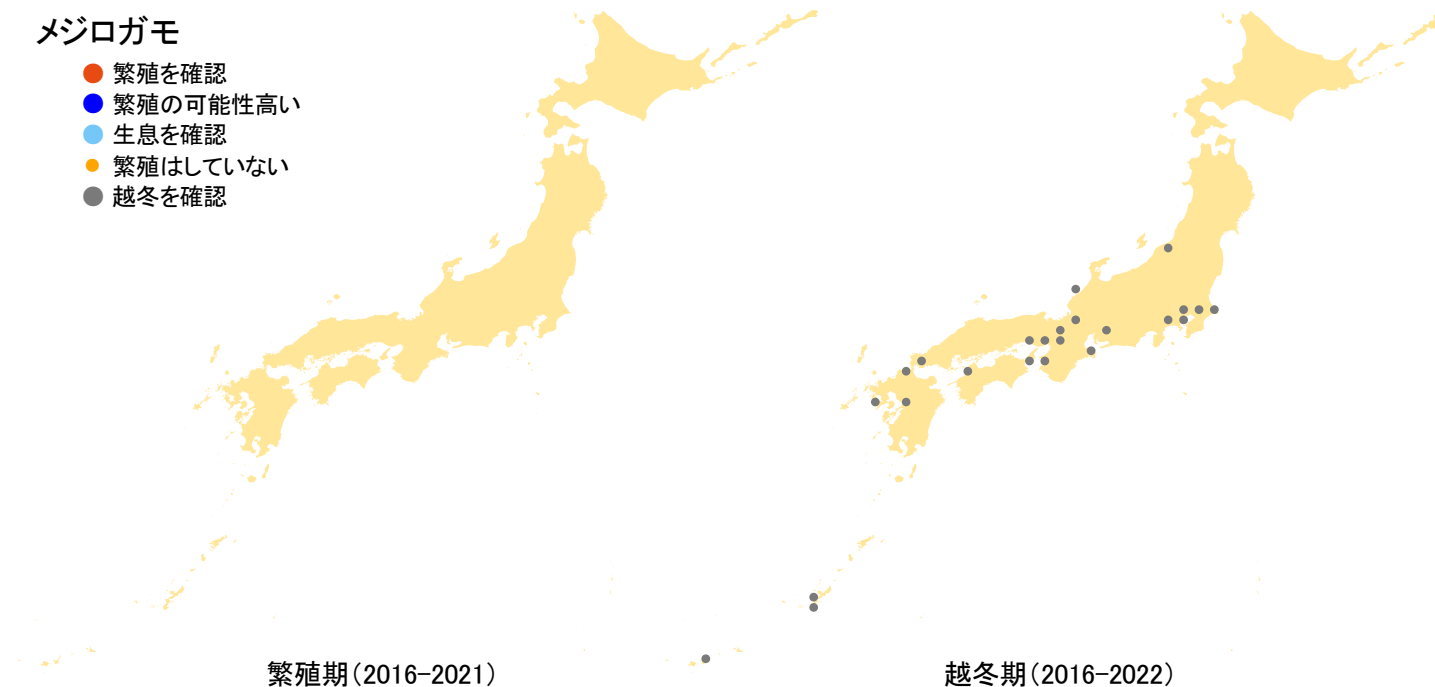 メジロガモ
繁殖を確認
繁殖の可能性高い
生息を確認
繁殖はしていない
越冬を確認
繁殖期(2016-2021)
越冬期(2016-2022)